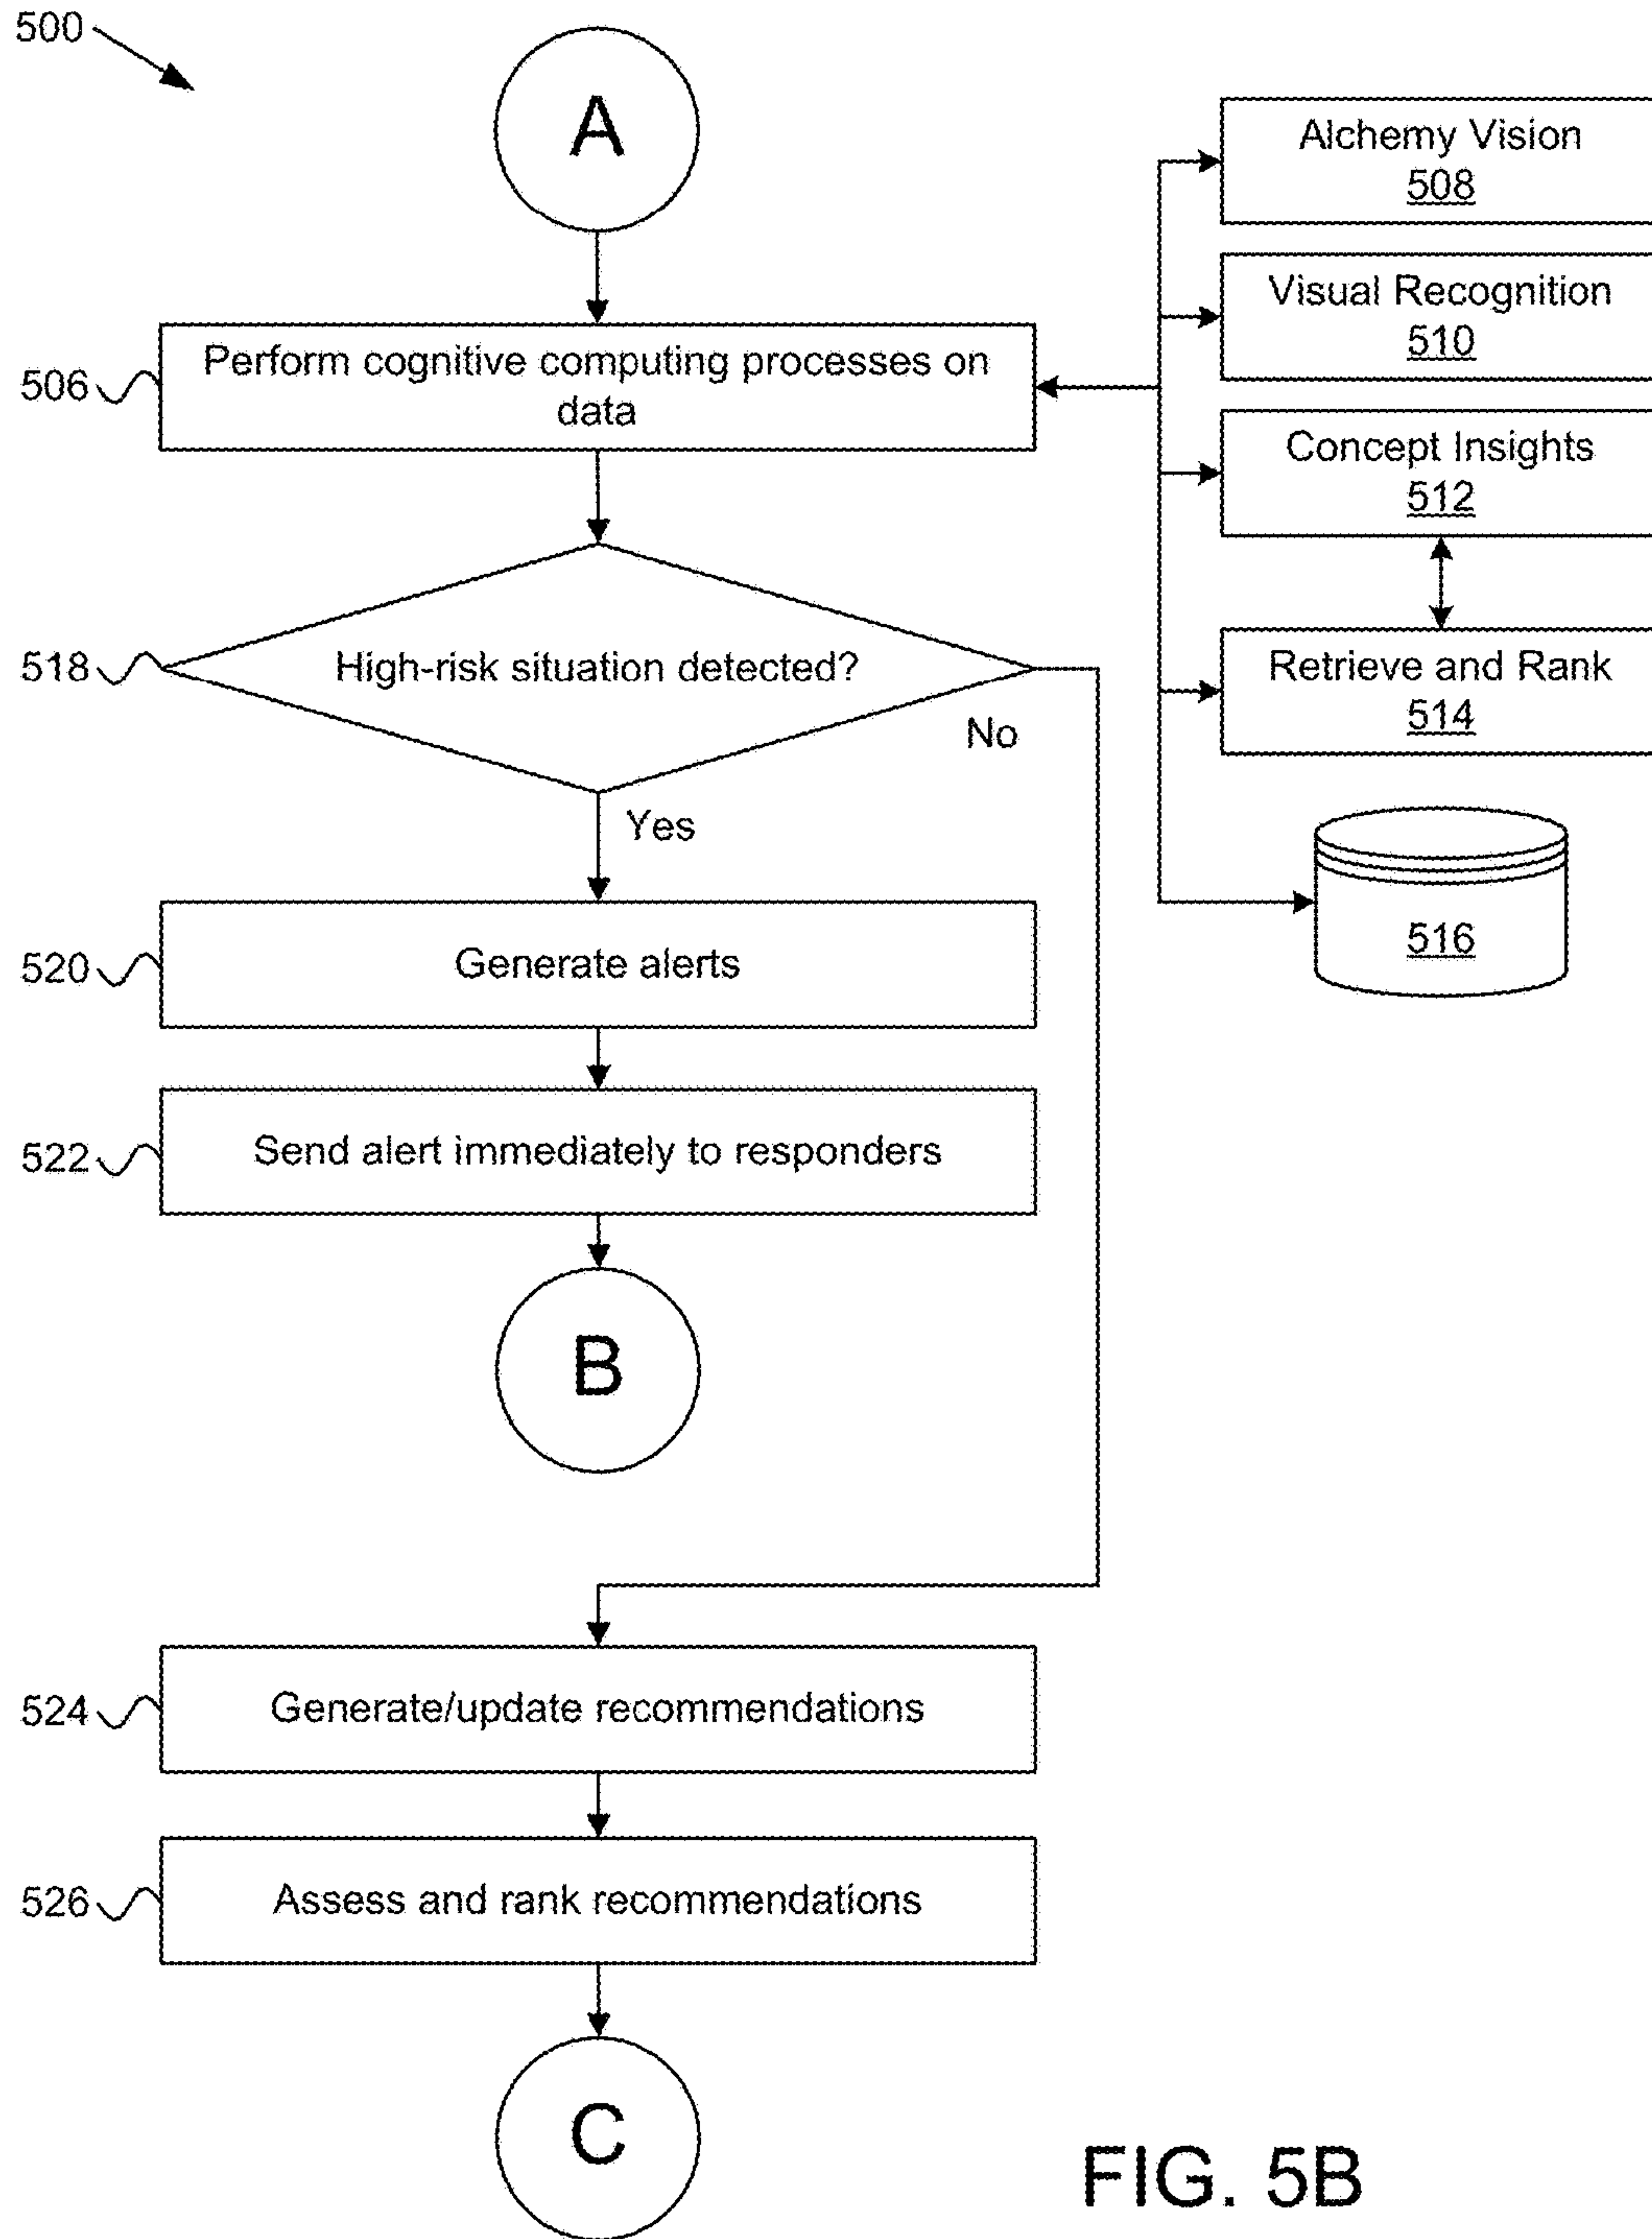 500
A
Alchemy Vision
508
Visual Recognition
510
506
Perform cognitive computing processes on
data
Concept Insights
512
518
High-risk situation detected?
No
Yes
Retrieve and Rank
514
516
520
Generate alerts
522
Send alert immediately to responders
B
524
Generate/update recommendations
526
Assess and rank recommendations
C
FIG. 5B